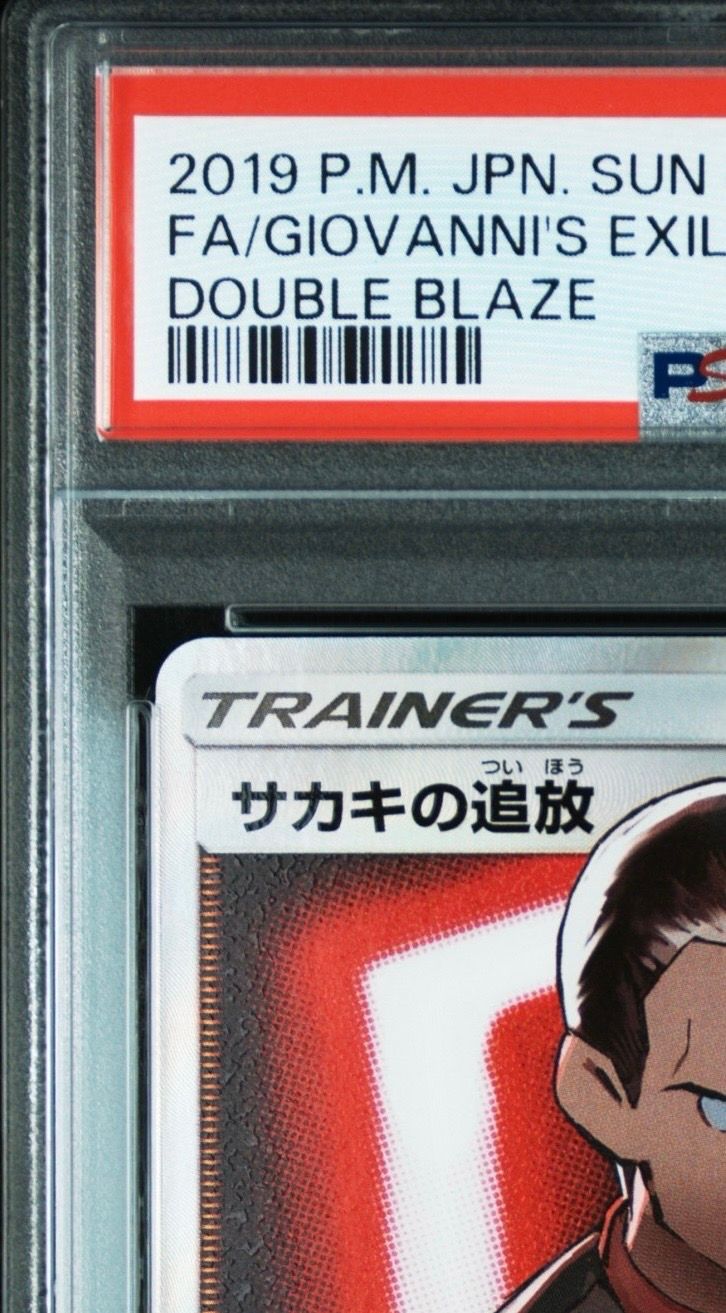 2019 P.M. JPN. SUN
FA/GIOVANNI'S EXIL
DOUBLE BLAZE
PS
TRAINER'S
つい ほう
サカキの追放